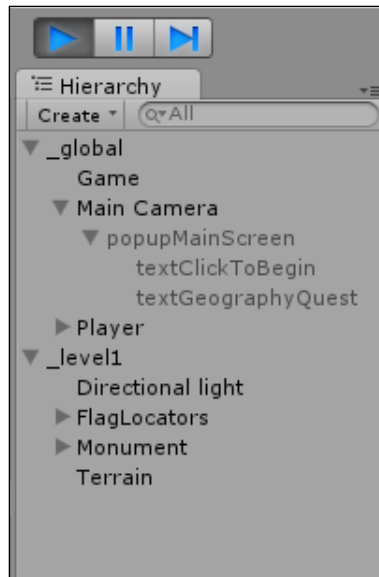 Hierarchy
Create All
_global
Game
Main Camera
popupMainScreen
textClickToBegin
textGeographyQuest
Player
_level1
Directional light
FlagLocators
Monument
Terrain